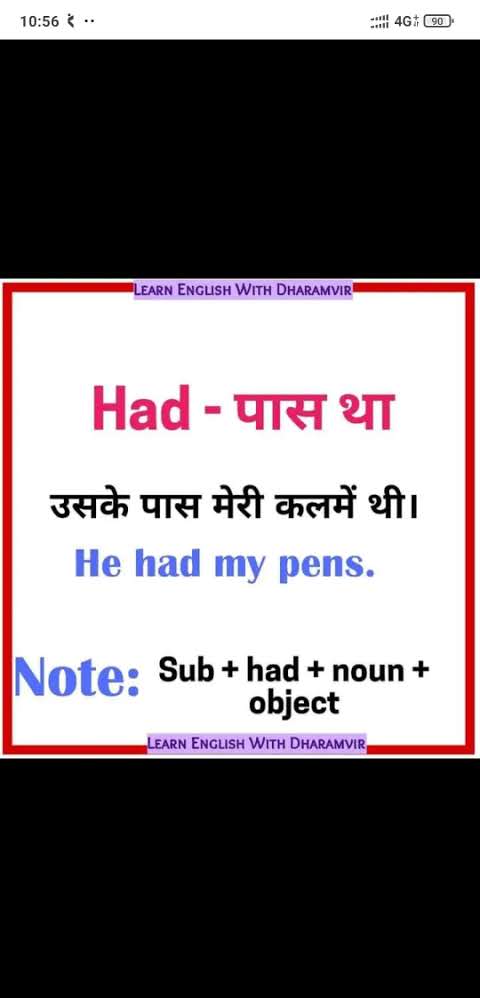 10:56
4G 90
LEARN ENGLISH WITH DHARAMVIR
Had - पास था
उसके पास मेरी कलमें थी।
He had my pens.
Note: Sub + had + noun +
object
LEARN ENGLISH WITH DHARAMVIR